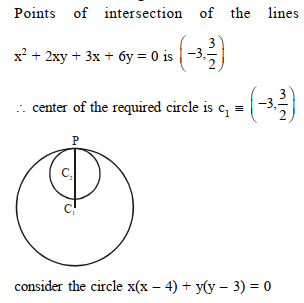 Points of intersection of the lines
x² + 2xy + 3x + 6y = 0 is (-3, 3/2)
∴ center of the required circle is c₁ ≡ (-3, 3/2)
P
C₂
C₁
consider the circle x(x – 4) + y(y – 3) = 0